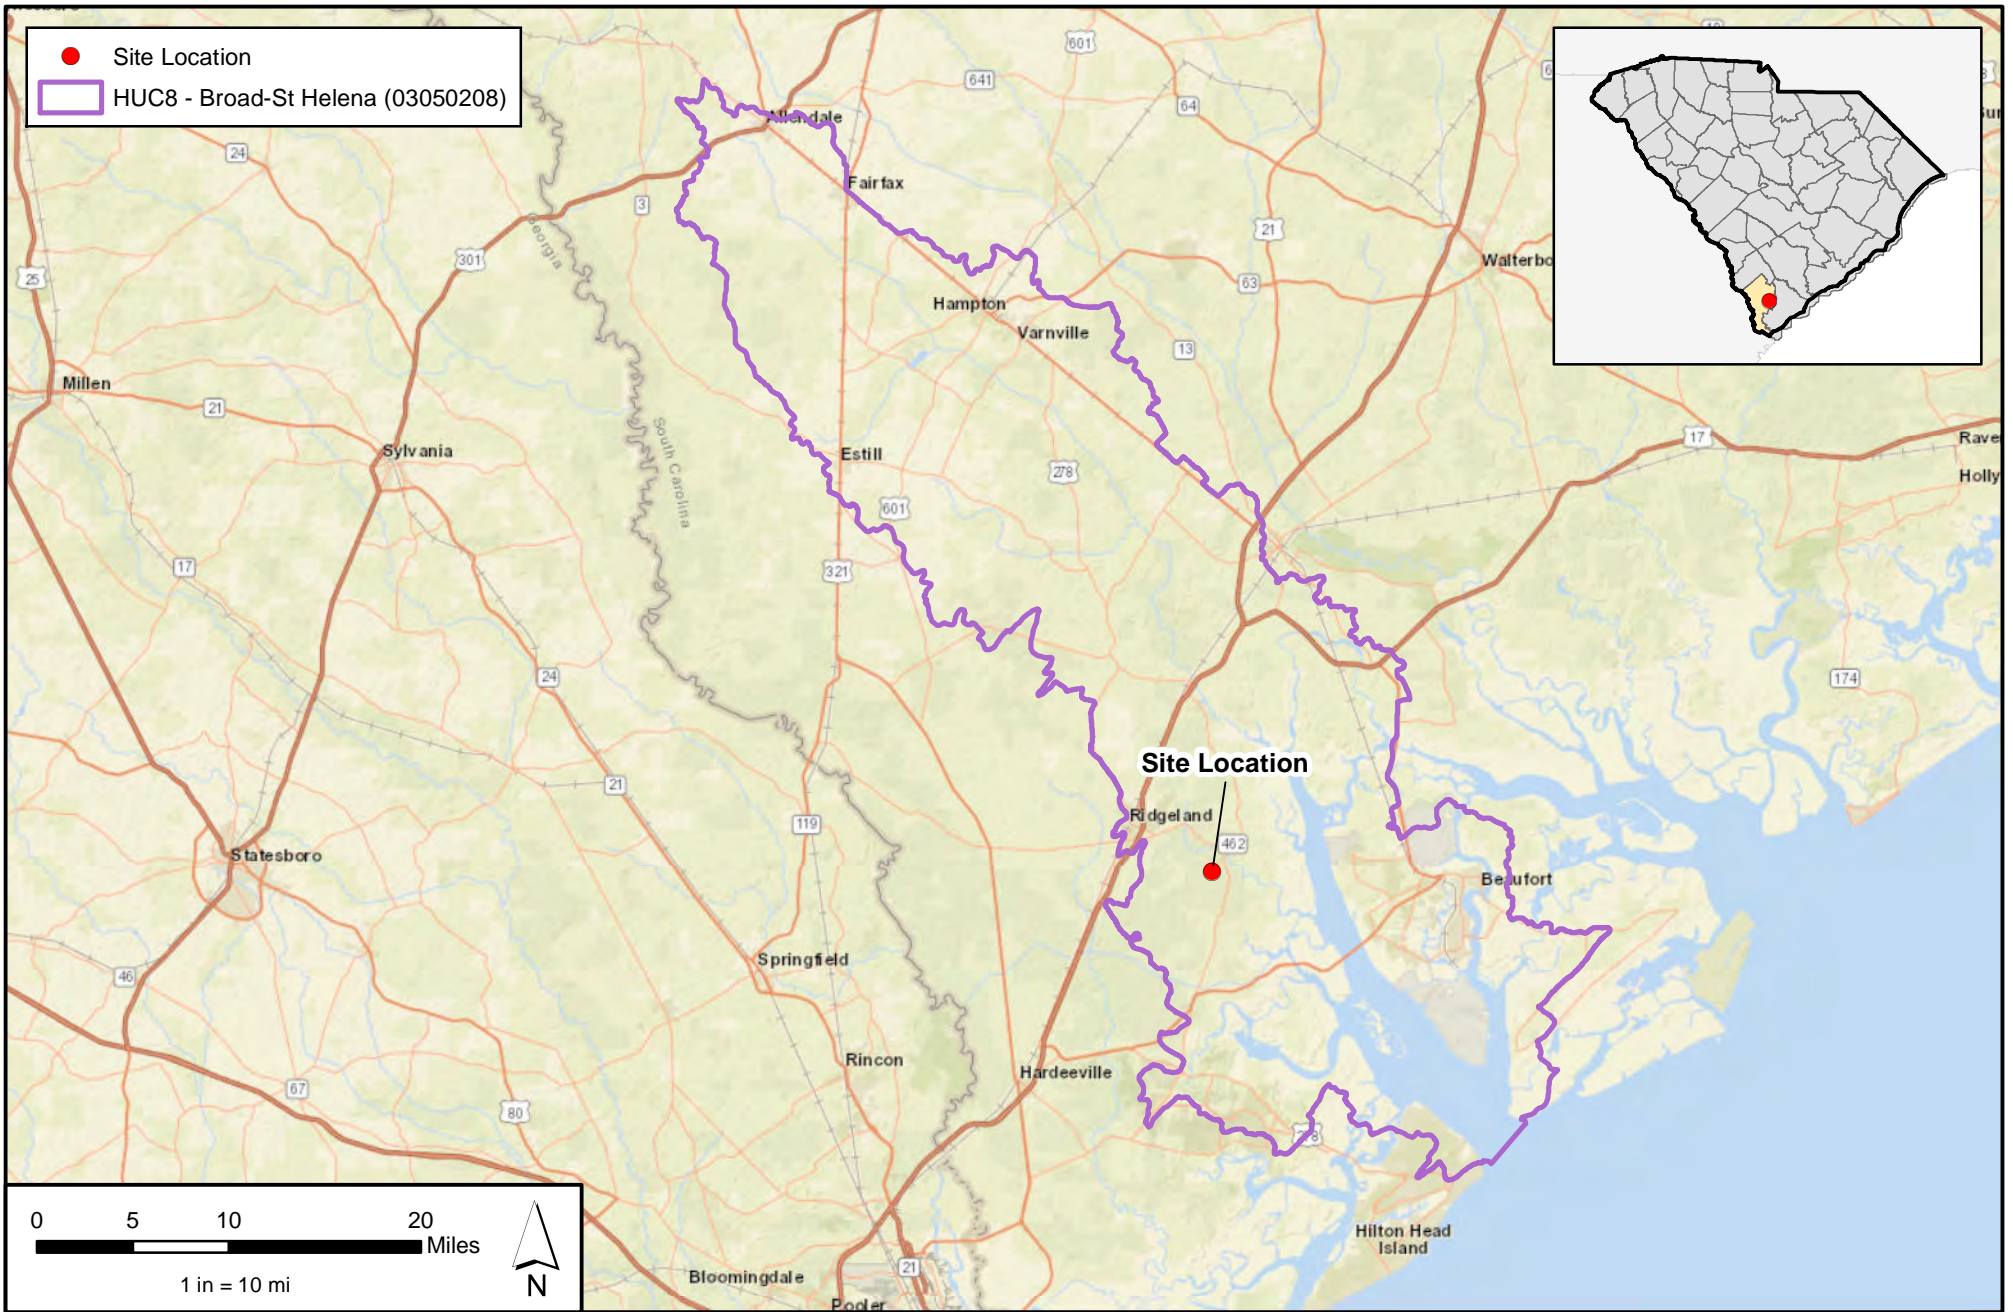 Site Location
HUC8 - Broad-St Helena (03050208)
601
641
64
24
Allendale
Fairfax
3
Georgia
301
21
25
Walterbo
63
Hampton
Varnville
13
Millen
21
South Carolina
17
Rave
Sylvania
Estill
278
Holly
601
17
321
24
174
Site Location
21
Ridgeland
119
462
Statesboro
Beaufort
Springfield
46
Rincon
Hardeeville
67
80
278
0 5 10 20
Miles
1 in = 10 mi
N
Hilton Head
Island
21
Bloomingdale
Pooler